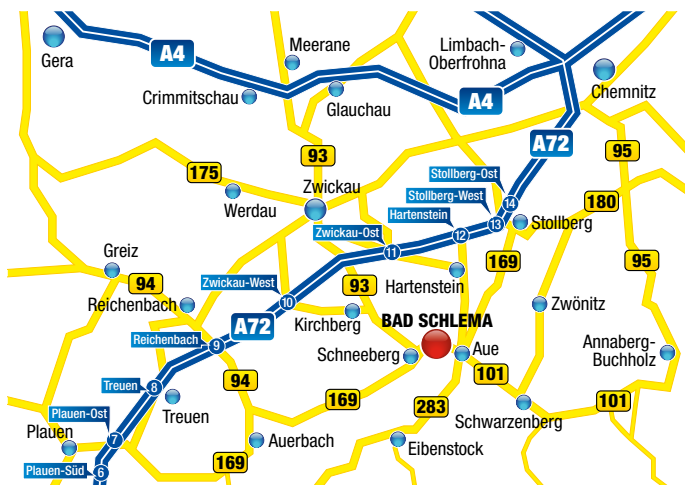 Gera
A4
Meerane
Limbach-
Oberfrohna
Crimmitschau
Glauchau
A4
Chemnitz
A72
95
93
175
Zwickau
Werdau
Stollberg-Ost
Stollberg-West
14
180
Hartenstein
13
Stollberg
12
Zwickau-Ost
11
169
Greiz
94
Zwickau-West
10
Hartenstein
95
Reichenbach
93
Zwönitz
A72
Kirchberg
BAD SCHLEMA
Reichenbach
9
Schneeberg
Aue
Annaberg-
Buchholz
101
Treuen
8
94
Treuen
169
283
101
Schwarzenberg
Plauen-Ost
7
Plauen
Auerbach
Eibenstock
169
Plauen-Süd
6